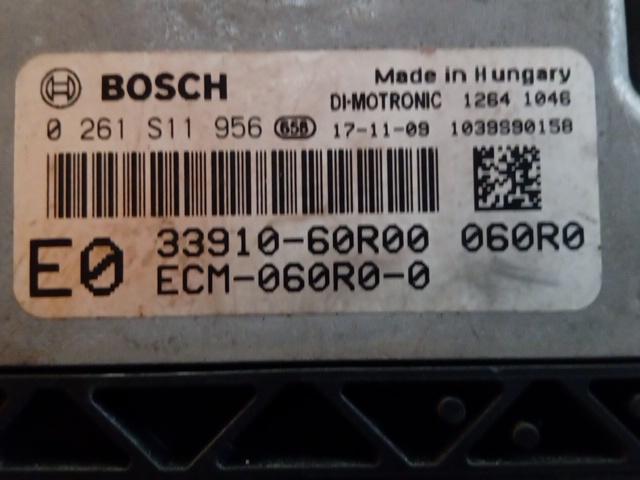 BOSCH
Made in Hungary
DI-MOTRONIC 1264 1046
0 261 S11 956 656 17-11-09 1039S90158
E0 33910-60R00 060R0
ECM-060R0-0